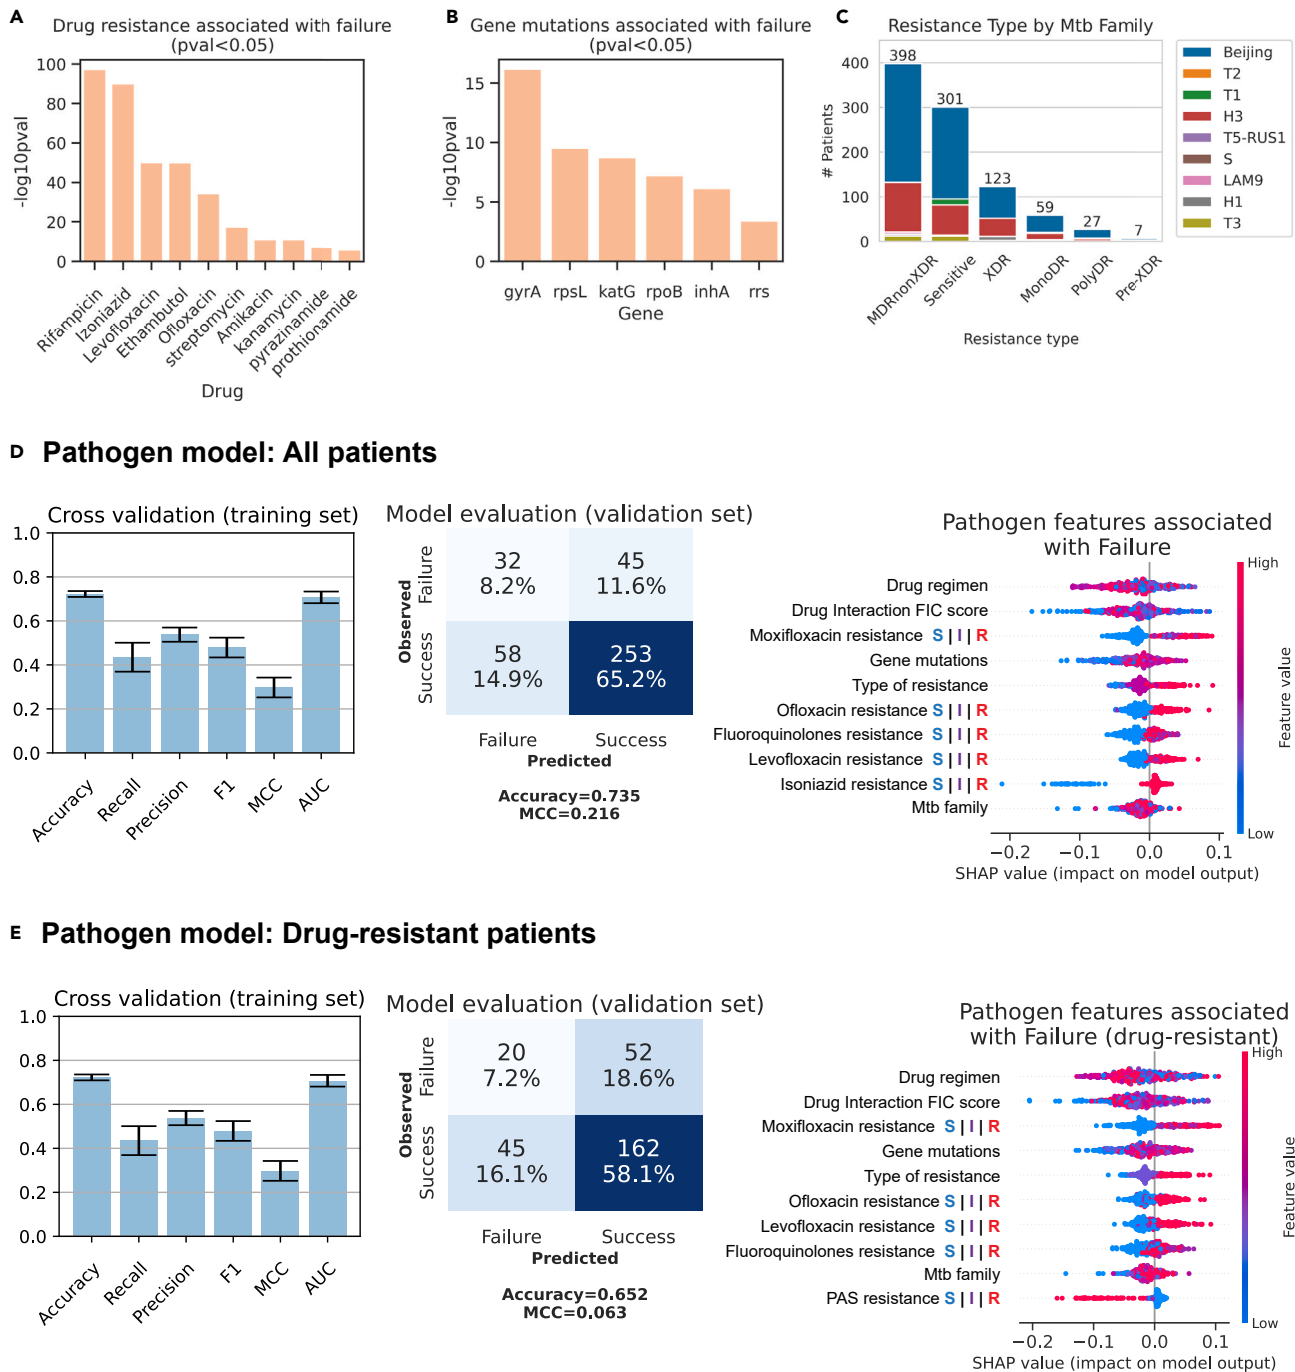 A
Drug resistance associated with failure
(pval<0.05)
-log10pval
100
80
60
40
20
0
Rifampicin
Izoniazid
Levofloxacin
Ethambutol
Ofloxacin
streptomycin
Amikacin
kanamycin
pyrazinamide
prothionamide
Drug
B
Gene mutations associated with failure
(pval<0.05)
-log10pval
15
10
5
0
gyrA
rpsL
katG
rpoB
inhA
rrs
Gene
C
Resistance Type by Mtb Family
# Patients
400
300
200
100
0
398
301
123
59
27
7
MDRnonXDR
Sensitive
XDR
MonoDR
PolyDR
Pre-XDR
Resistance type
Beijing
T2
T1
H3
T5-RUS1
S
LAM9
H1
T3
D Pathogen model: All patients
Cross validation (training set)
1.0
0.8
0.6
0.4
0.2
0.0
Accuracy
Recall
Precision
F1
MCC
AUC
Model evaluation (validation set)
Observed
Failure
Success
32
8.2%
45
11.6%
58
14.9%
253
65.2%
Failure
Success
Predicted
Accuracy=0.735
MCC=0.216
Pathogen features associated
with Failure
Drug regimen
Drug Interaction FIC score
Moxifloxacin resistance S | I | R
Gene mutations
Type of resistance
Ofloxacin resistance S | I | R
Fluoroquinolones resistance S | I | R
Levofloxacin resistance S | I | R
Isoniazid resistance S | I | R
Mtb family
−0.2
−0.1
0.0
0.1
SHAP value (impact on model output)
High
Feature value
Low
E Pathogen model: Drug-resistant patients
Cross validation (training set)
1.0
0.8
0.6
0.4
0.2
0.0
Accuracy
Recall
Precision
F1
MCC
AUC
Model evaluation (validation set)
Observed
Failure
Success
20
7.2%
52
18.6%
45
16.1%
162
58.1%
Failure
Success
Predicted
Accuracy=0.652
MCC=0.063
Pathogen features associated
with Failure (drug-resistant)
Drug regimen
Drug Interaction FIC score
Moxifloxacin resistance S | I | R
Gene mutations
Type of resistance
Ofloxacin resistance S | I | R
Levofloxacin resistance S | I | R
Fluoroquinolones resistance S | I | R
Mtb family
PAS resistance S | I | R
−0.2
−0.1
0.0
0.1
SHAP value (impact on model output)
High
Feature value
Low